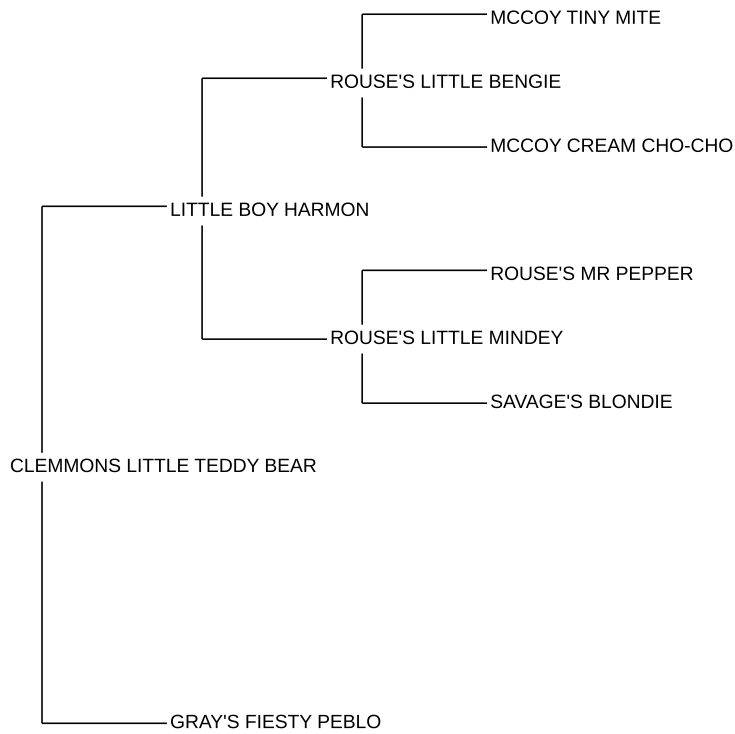 MCCOY TINY MITE
ROUSE'S LITTLE BENGIE
MCCOY CREAM CHO-CHO
LITTLE BOY HARMON
ROUSE'S MR PEPPER
ROUSE'S LITTLE MINDEY
SAVAGE'S BLONDIE
CLEMMONS LITTLE TEDDY BEAR
GRAY'S FIESTY PEBLO